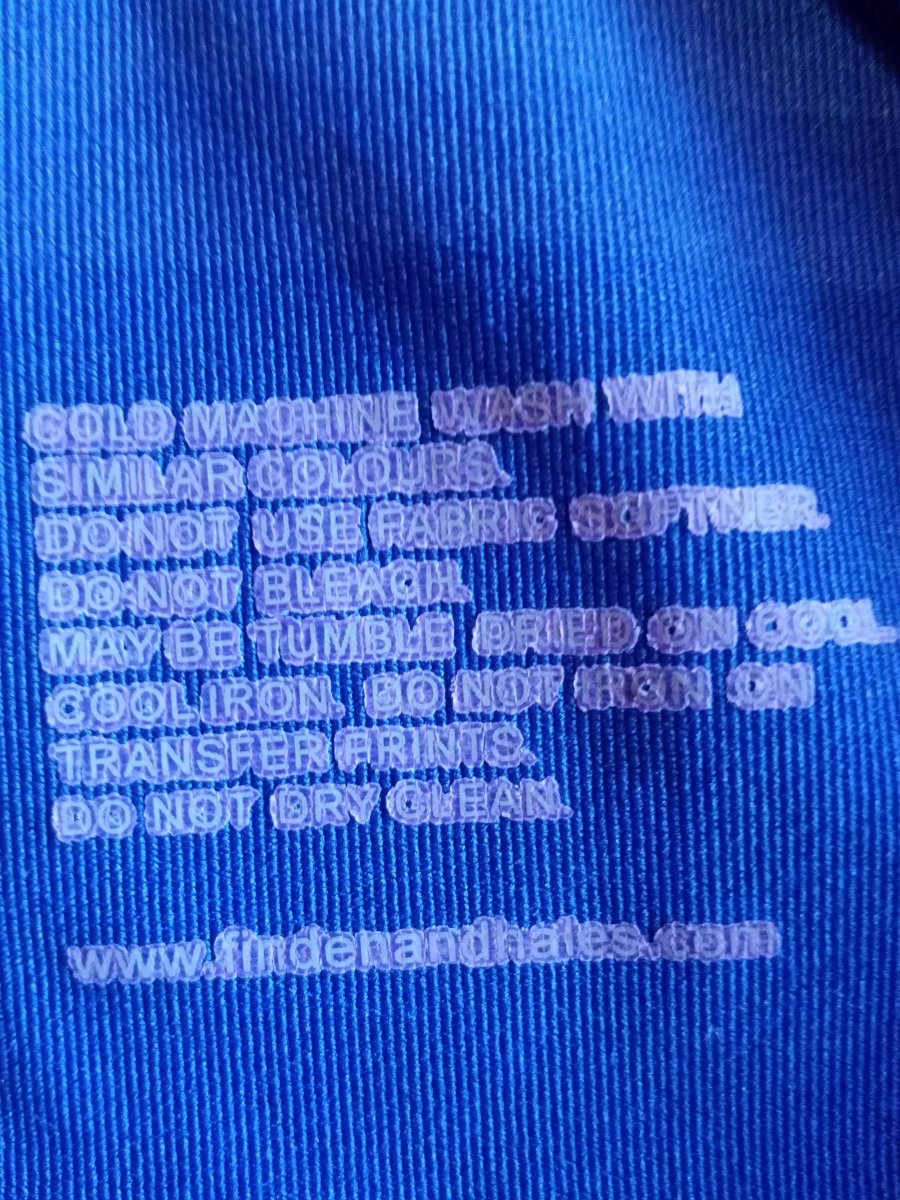 COLD MACHINE WASH WITH
SIMILAR COLOURS.
DO NOT USE FABRIC SOFTNER.
DO NOT BLEACH.
MAY BE TUMBLE DRIED ON COOL.
COOL IRON. DO NOT IRON ON
TRANSFER PRINTS.
DO NOT DRY CLEAN.
www.findenandhales.com